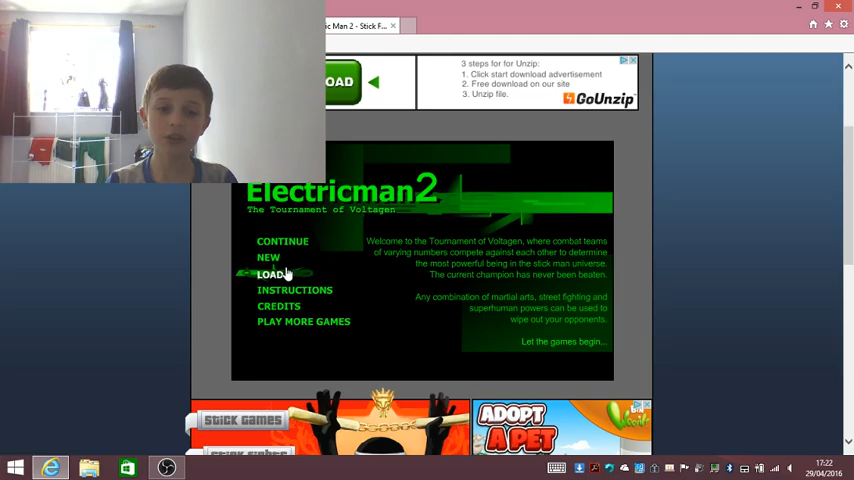 ic Man 2 - Stick F...
OAD
3 steps for for Unzip:
1. Click start download advertisement
2. Free download on our site
3. Unzip file.
GoUnzip
Electricman2
The Tournament of Voltagen
CONTINUE
NEW
LOAD
INSTRUCTIONS
CREDITS
PLAY MORE GAMES
Welcome to the Tournament of Voltagen, where combat teams
of varying numbers compete against each other to determine
the most powerful being in the stick man universe.
The current champion has never been beaten.
Any combination of martial arts, street fighting and
superhuman powers can be used to
wipe out your opponents.
Let the games begin...
STICK GAMES
ADOPT
A PET
17:22
29/04/2016